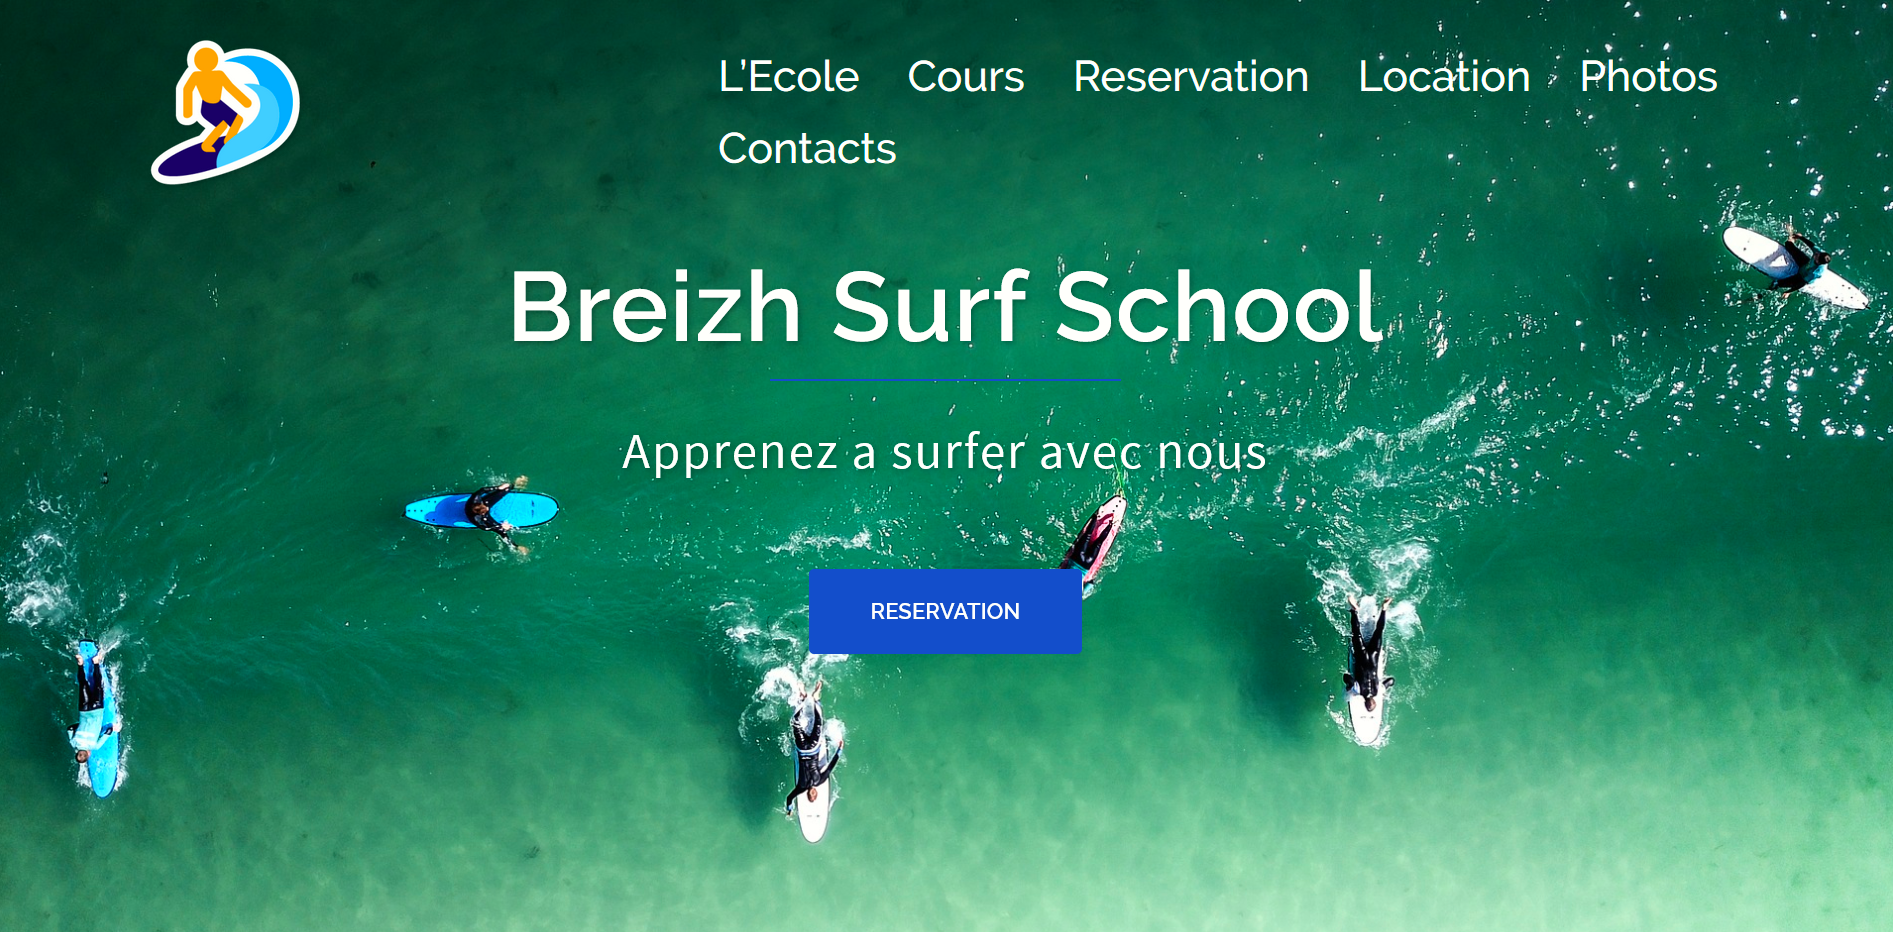 L'Ecole Cours Reservation Location Photos
Contacts
Breizh Surf School
Apprenez a surfer avec nous
RESERVATION